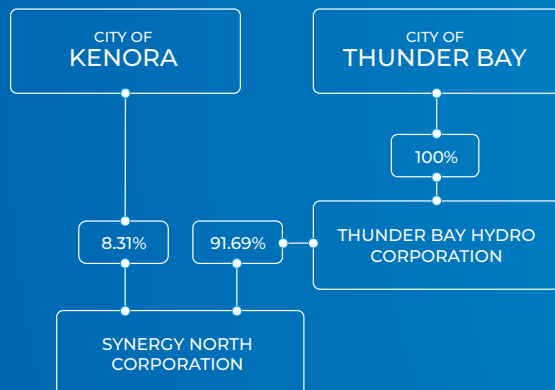 CITY OF
KENORA
CITY OF
THUNDER BAY
100%
8.31%
91.69%
THUNDER BAY HYDRO
CORPORATION
SYNERGY NORTH
CORPORATION